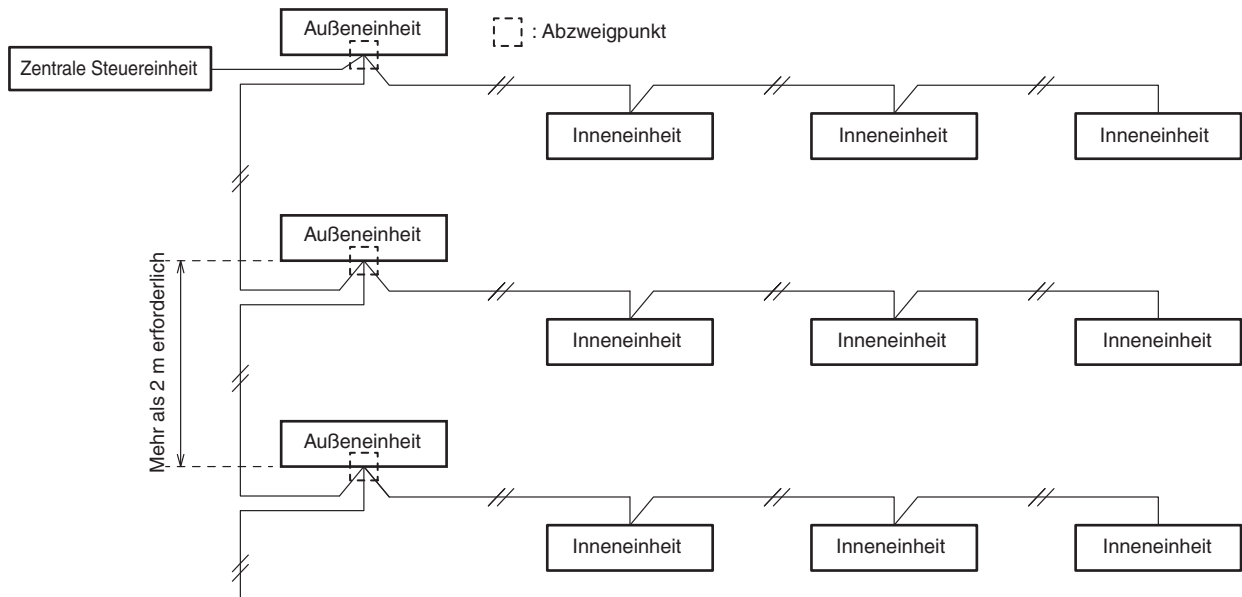 Außeneinheit
: Abzweigpunkt
Zentrale Steuereinheit
Inneneinheit
Inneneinheit
Inneneinheit
Außeneinheit
Mehr als 2 m erforderlich
Inneneinheit
Inneneinheit
Inneneinheit
Außeneinheit
Inneneinheit
Inneneinheit
Inneneinheit